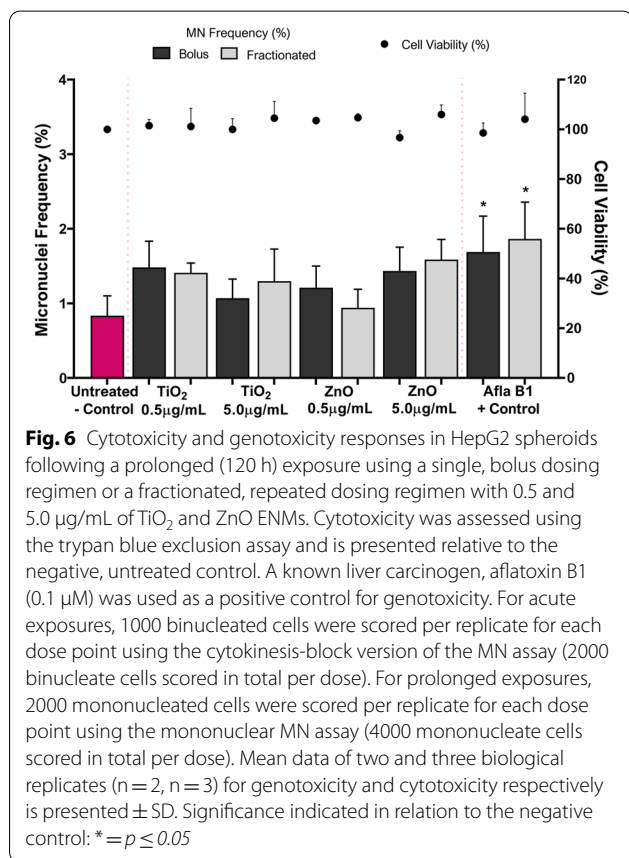 MN Frequency (%)
Bolus Fractionated Cell Viability (%)
4 120
100
3
80
2 60
40
1
20
0 0
Micronuclei Frequency (%)
Cell Viability (%)
* *
Untreated TiO₂ TiO₂ ZnO ZnO Afla B1
- Control 0.5µg/mL 5.0µg/mL 0.5µg/mL 5.0µg/mL + Control
Fig. 6 Cytotoxicity and genotoxicity responses in HepG2 spheroids
following a prolonged (120 h) exposure using a single, bolus dosing
regimen or a fractionated, repeated dosing regimen with 0.5 and
5.0 µg/mL of TiO₂ and ZnO ENMs. Cytotoxicity was assessed using
the trypan blue exclusion assay and is presented relative to the
negative, untreated control. A known liver carcinogen, aflatoxin B1
(0.1 µM) was used as a positive control for genotoxicity. For acute
exposures, 1000 binucleated cells were scored per replicate for each
dose point using the cytokinesis-block version of the MN assay (2000
binucleate cells scored in total per dose). For prolonged exposures,
2000 mononucleated cells were scored per replicate for each dose
point using the mononuclear MN assay (4000 mononucleate cells
scored in total per dose). Mean data of two and three biological
replicates (n = 2, n = 3) for genotoxicity and cytotoxicity respectively
is presented ± SD. Significance indicated in relation to the negative
control: * = p ≤ 0.05